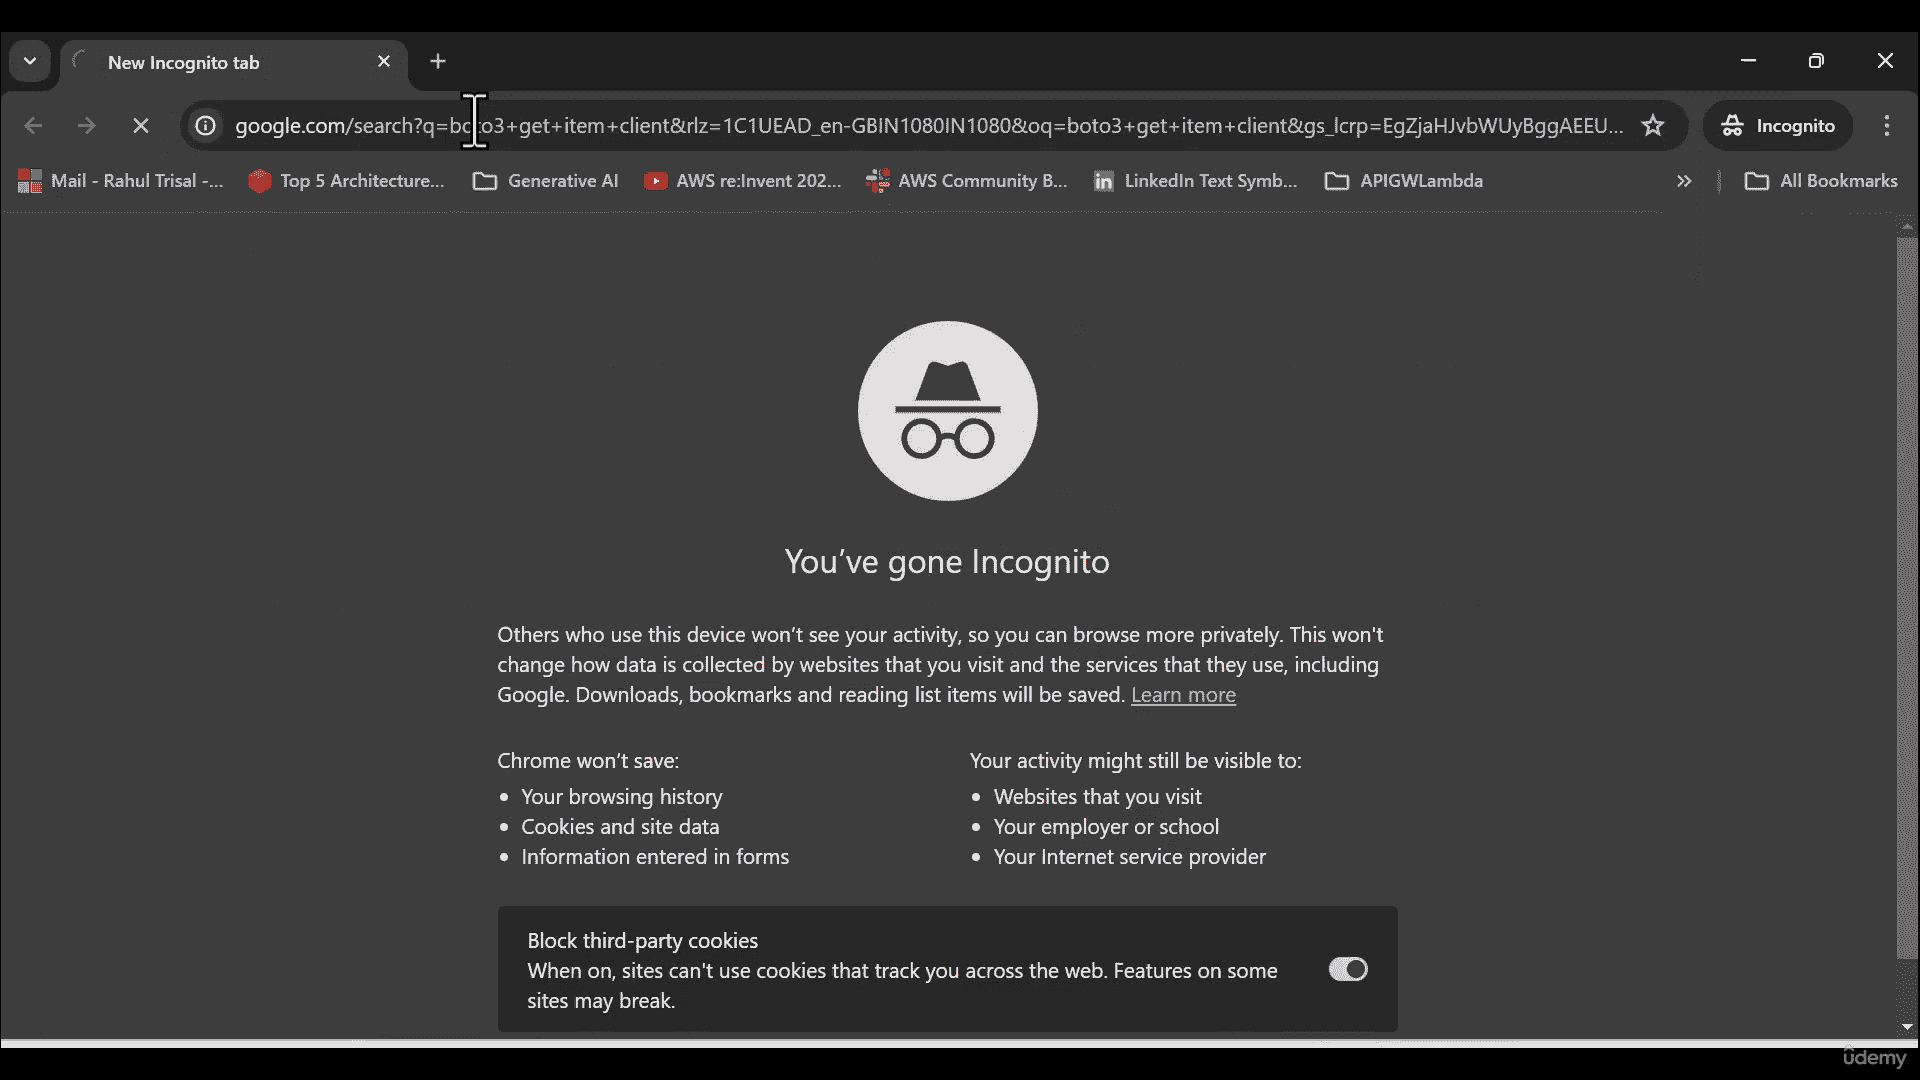 New Incognito tab
google.com/search?q=boto3+get+item+client&rlz=1C1UEAD_en-GBIN1080IN1080&oq=boto3+get+item+client&gs_lcrp=EgZjaHJvbWUyBggAEEU...
Incognito
Mail - Rahul Trisal -...
Top 5 Architecture...
Generative AI
AWS re:Invent 202...
AWS Community B...
LinkedIn Text Symb...
APIGWLambda
All Bookmarks
You've gone Incognito
Others who use this device won't see your activity, so you can browse more privately. This won't
change how data is collected by websites that you visit and the services that they use, including
Google. Downloads, bookmarks and reading list items will be saved. Learn more
Chrome won't save:
• Your browsing history
• Cookies and site data
• Information entered in forms
Your activity might still be visible to:
• Websites that you visit
• Your employer or school
• Your Internet service provider
Block third-party cookies
When on, sites can't use cookies that track you across the web. Features on some
sites may break.
in
udemy